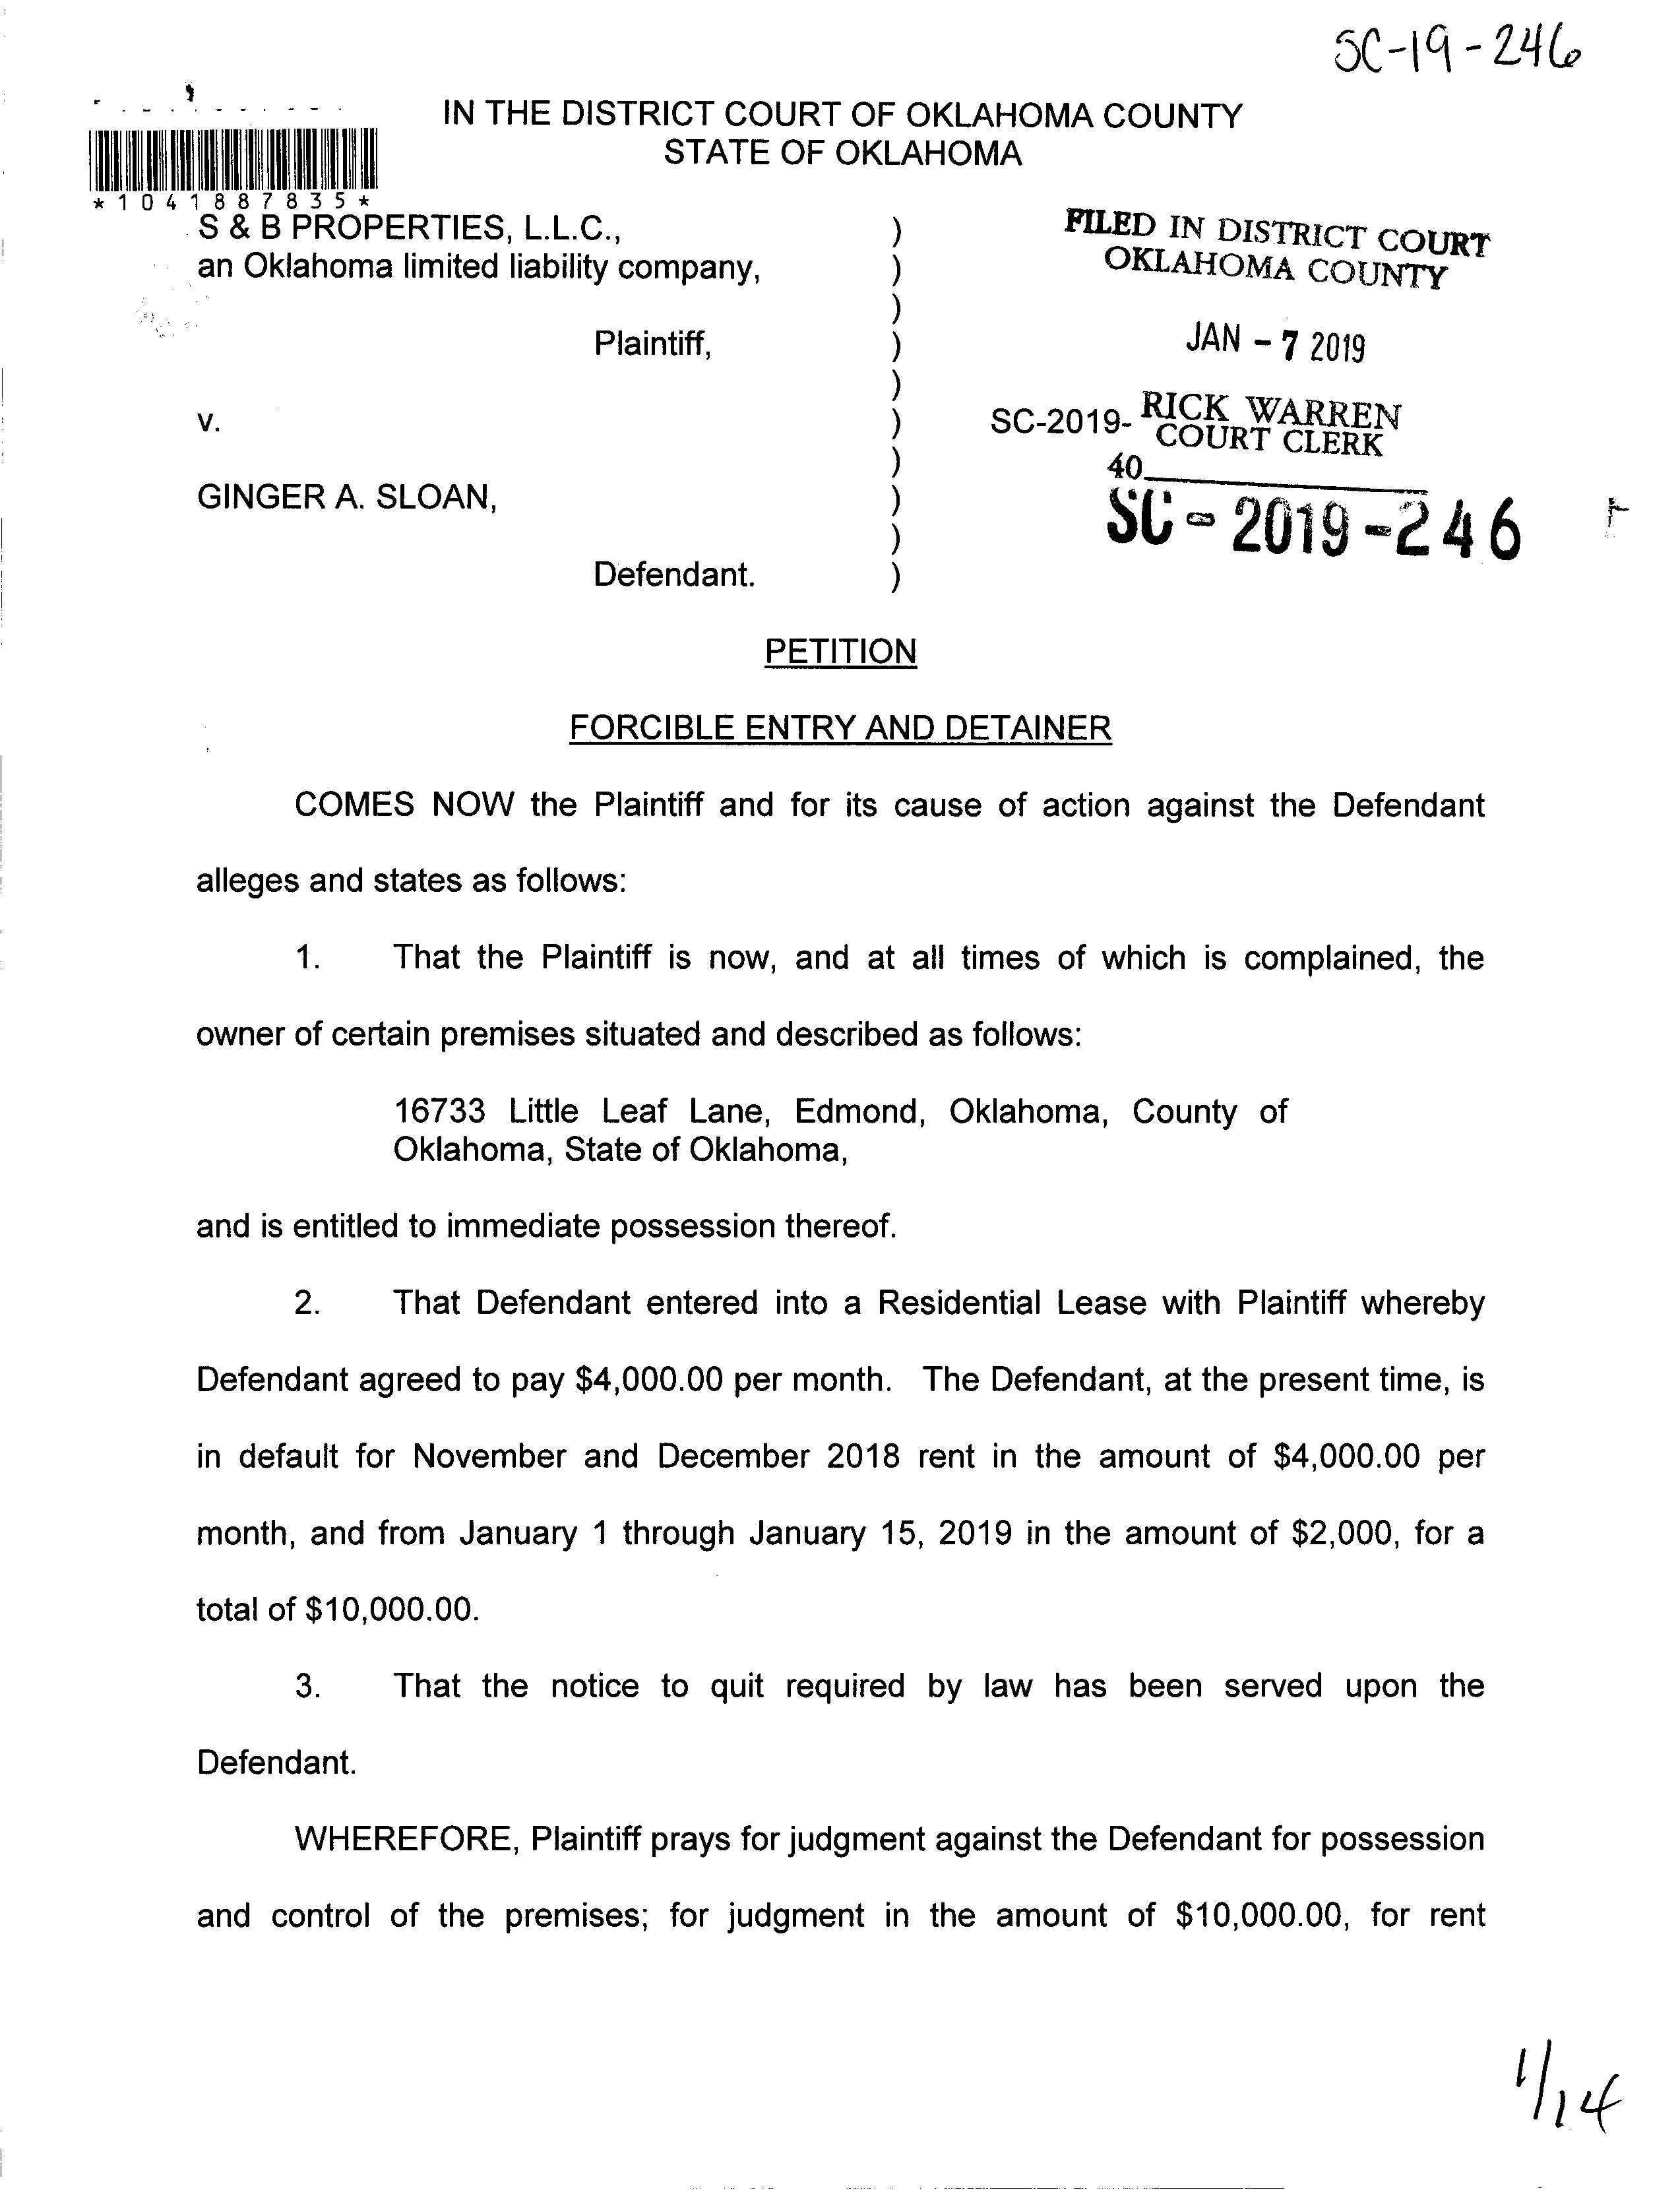 SC-19-246
IN THE DISTRICT COURT OF OKLAHOMA COUNTY
STATE OF OKLAHOMA
*1041887835*
S & B PROPERTIES, L.L.C.,
an Oklahoma limited liability company,
Plaintiff,
v.
GINGER A. SLOAN,
Defendant.
)
)
)
)
)
)
)
)
)
)
FILED IN DISTRICT COURT
OKLAHOMA COUNTY
JAN - 7 2019
SC-2019-
RICK WARREN
COURT CLERK
40
SC - 2019 - 246
PETITION
FORCIBLE ENTRY AND DETAINER
COMES NOW the Plaintiff and for its cause of action against the Defendant
alleges and states as follows:
1. That the Plaintiff is now, and at all times of which is complained, the
owner of certain premises situated and described as follows:
16733 Little Leaf Lane, Edmond, Oklahoma, County of
Oklahoma, State of Oklahoma,
and is entitled to immediate possession thereof.
2. That Defendant entered into a Residential Lease with Plaintiff whereby
Defendant agreed to pay $4,000.00 per month. The Defendant, at the present time, is
in default for November and December 2018 rent in the amount of $4,000.00 per
month, and from January 1 through January 15, 2019 in the amount of $2,000, for a
total of $10,000.00.
3. That the notice to quit required by law has been served upon the
Defendant.
WHEREFORE, Plaintiff prays for judgment against the Defendant for possession
and control of the premises; for judgment in the amount of $10,000.00, for rent
1/14